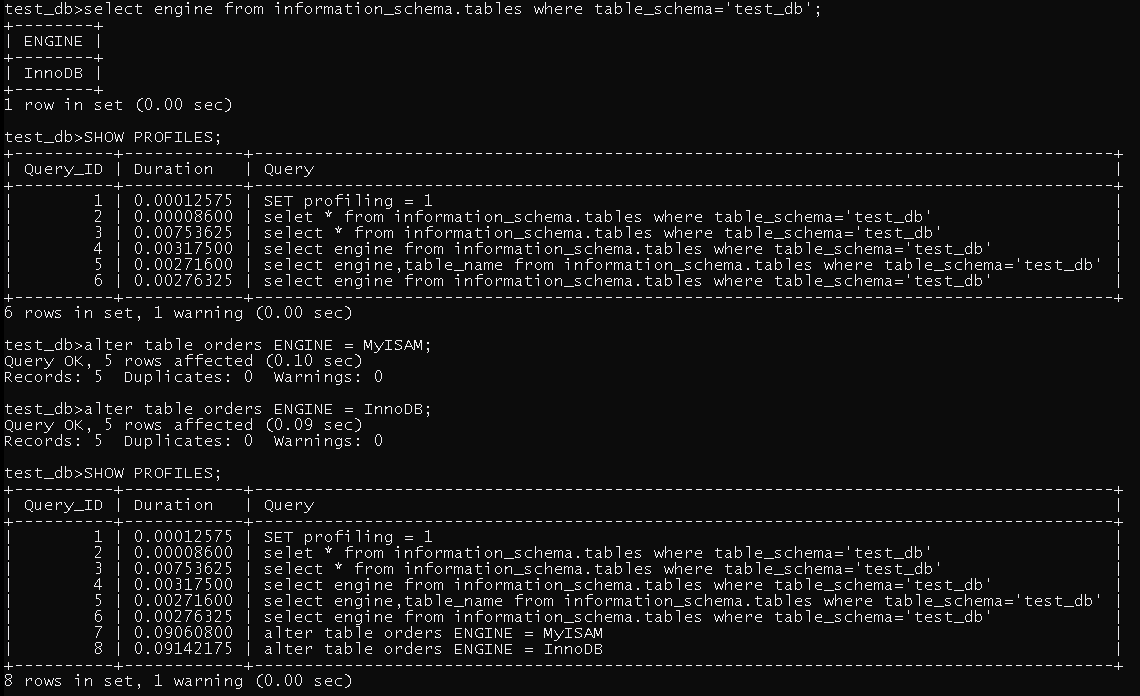 test_db>select engine from information_schema.tables where table_schema='test_db';
+--------+
| ENGINE |
+--------+
| InnoDB |
+--------+
1 row in set (0.00 sec)
test_db>SHOW PROFILES;
+----------+------------+--------------------------------------------------------------------------------------+
| Query_ID | Duration   | Query                                                                                |
+----------+------------+--------------------------------------------------------------------------------------+
|        1 | 0.00012575 | SET profiling = 1                                                                    |
|        2 | 0.00008600 | selet * from information_schema.tables where table_schema='test_db'                  |
|        3 | 0.00753625 | select * from information_schema.tables where table_schema='test_db'                 |
|        4 | 0.00317500 | select engine from information_schema.tables where table_schema='test_db'            |
|        5 | 0.00271600 | select engine,table_name from information_schema.tables where table_schema='test_db' |
|        6 | 0.00276325 | select engine from information_schema.tables where table_schema='test_db'            |
+----------+------------+--------------------------------------------------------------------------------------+
6 rows in set, 1 warning (0.00 sec)
test_db>alter table orders ENGINE = MyISAM;
Query OK, 5 rows affected (0.10 sec)
Records: 5  Duplicates: 0  Warnings: 0
test_db>alter table orders ENGINE = InnoDB;
Query OK, 5 rows affected (0.09 sec)
Records: 5  Duplicates: 0  Warnings: 0
test_db>SHOW PROFILES;
+----------+------------+--------------------------------------------------------------------------------------+
| Query_ID | Duration   | Query                                                                                |
+----------+------------+--------------------------------------------------------------------------------------+
|        1 | 0.00012575 | SET profiling = 1                                                                    |
|        2 | 0.00008600 | selet * from information_schema.tables where table_schema='test_db'                  |
|        3 | 0.00753625 | select * from information_schema.tables where table_schema='test_db'                 |
|        4 | 0.00317500 | select engine from information_schema.tables where table_schema='test_db'            |
|        5 | 0.00271600 | select engine,table_name from information_schema.tables where table_schema='test_db' |
|        6 | 0.00276325 | select engine from information_schema.tables where table_schema='test_db'            |
|        7 | 0.09060800 | alter table orders ENGINE = MyISAM                                                   |
|        8 | 0.09142175 | alter table orders ENGINE = InnoDB                                                   |
+----------+------------+--------------------------------------------------------------------------------------+
8 rows in set, 1 warning (0.00 sec)